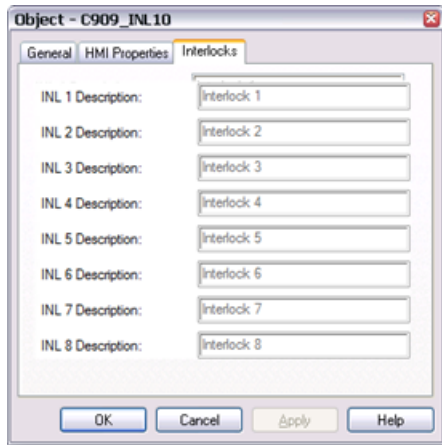 Object - C909_INL10
General HMI Properties Interlocks
INL 1 Description: Interlock 1
INL 2 Description: Interlock 2
INL 3 Description: Interlock 3
INL 4 Description: Interlock 4
INL 5 Description: Interlock 5
INL 6 Description: Interlock 6
INL 7 Description: Interlock 7
INL 8 Description: Interlock 8
OK Cancel Apply Help